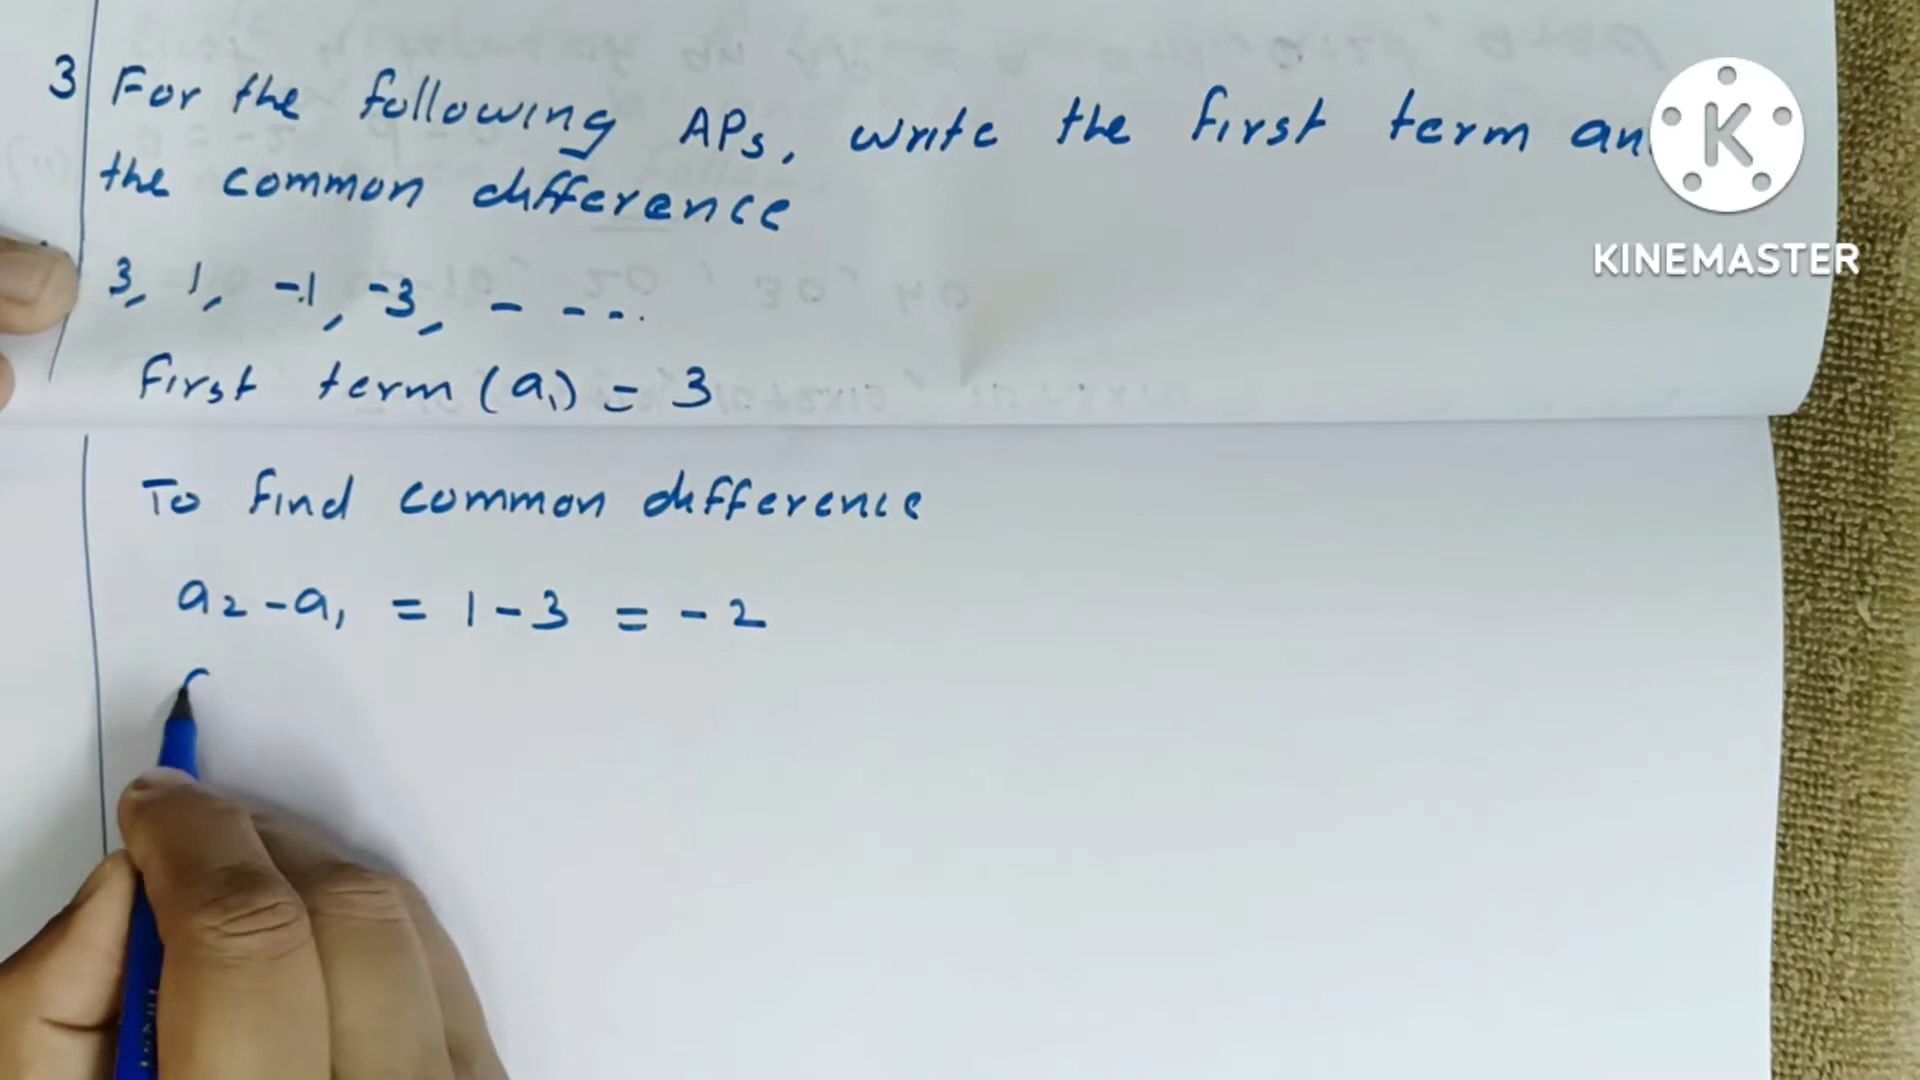 3 For the following APs, write the first term an
the common difference
3, 1, -1, -3, - - - .
first term (a₁) = 3
To find common difference
a₂ - a₁ = 1 - 3 = - 2
K
KINEMASTER